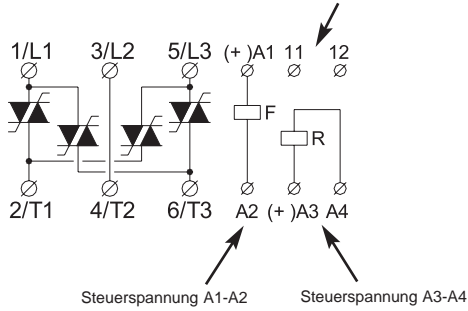 1/L1 3/L2 5/L3 (+ )A1 11 12
F
R
2/T1 4/T2 6/T3 A2 (+ )A3 A4
Steuerspannung A1-A2 Steuerspannung A3-A4